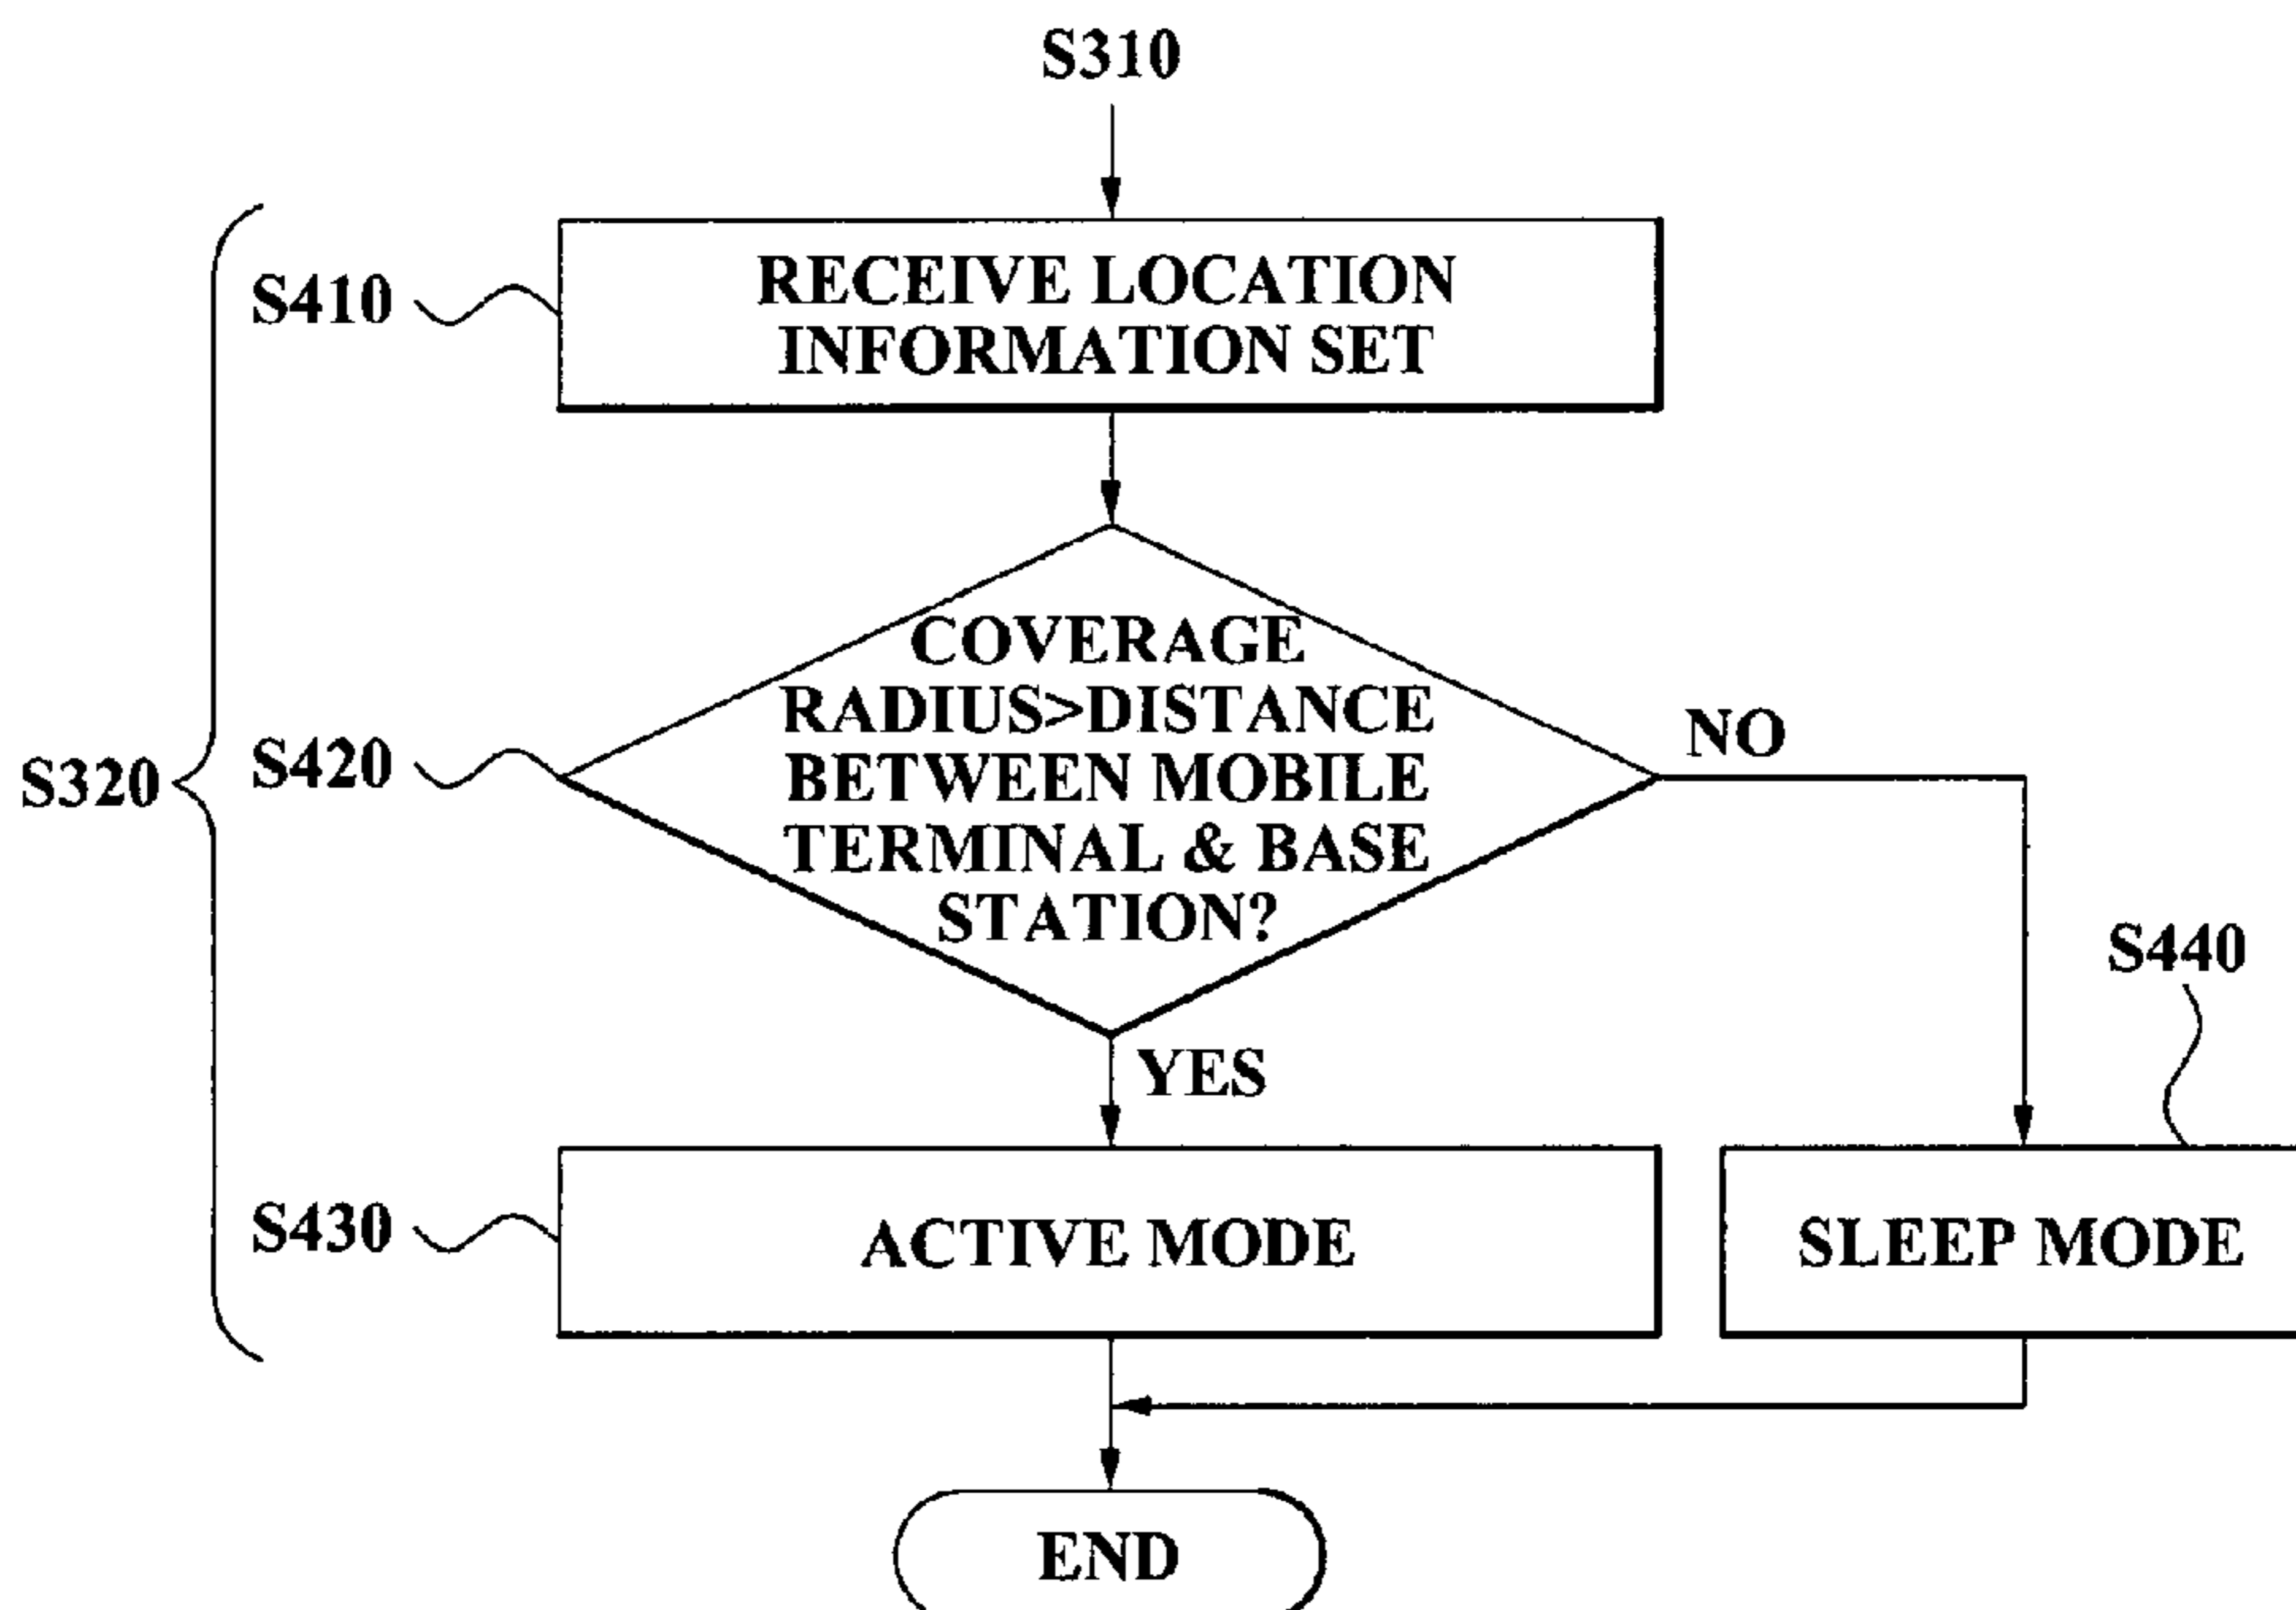 S310
S410
RECEIVE LOCATION
INFORMATION SET
S320
S420
COVERAGE
RADIUS>DISTANCE
BETWEEN MOBILE
TERMINAL & BASE
STATION?
NO
YES
S440
S430
ACTIVE MODE
SLEEP MODE
END